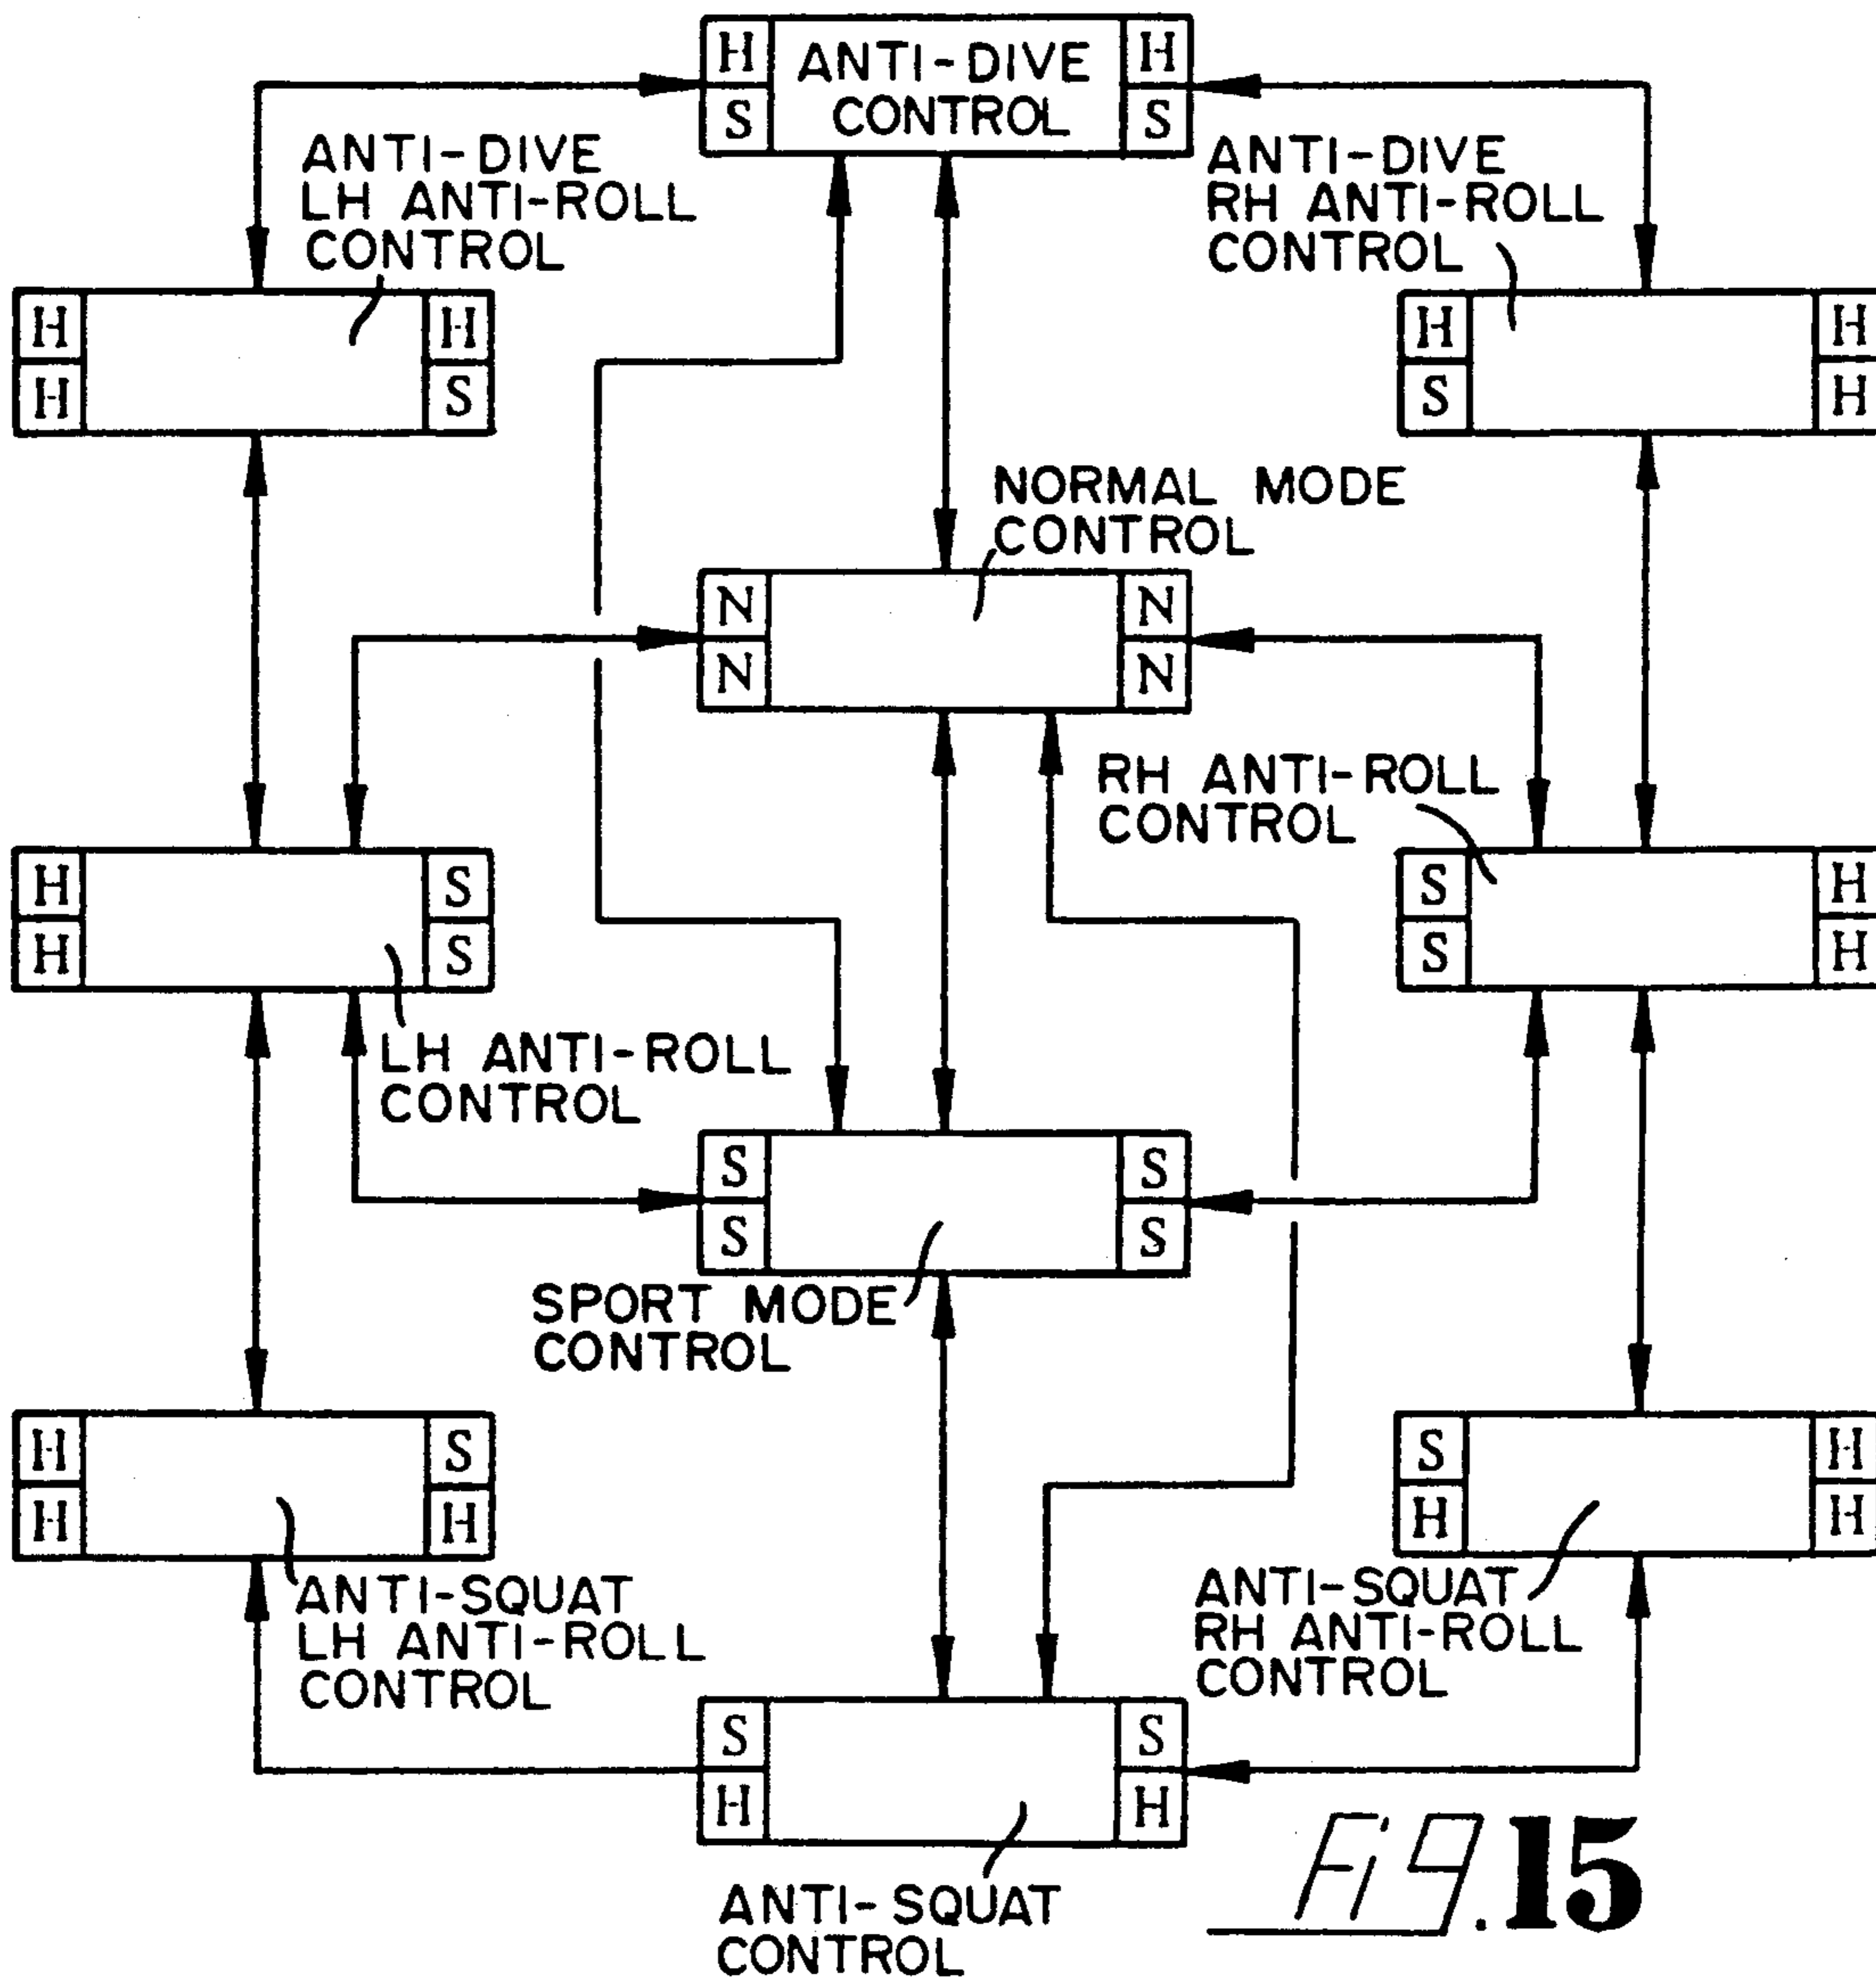 H ANTI-DIVE H
S CONTROL S
ANTI-DIVE
LH ANTI-ROLL
CONTROL
ANTI-DIVE
RH ANTI-ROLL
CONTROL
H H
H S
H H
S H
NORMAL MODE
CONTROL
N N
N N
RH ANTI-ROLL
CONTROL
H S
H S
S H
S H
LH ANTI-ROLL
CONTROL
S S
S S
SPORT MODE
CONTROL
H S
H H
S H
H H
ANTI-SQUAT
LH ANTI-ROLL
CONTROL
ANTI-SQUAT
RH ANTI-ROLL
CONTROL
S S
H H
ANTI-SQUAT
CONTROL
Fig. 15